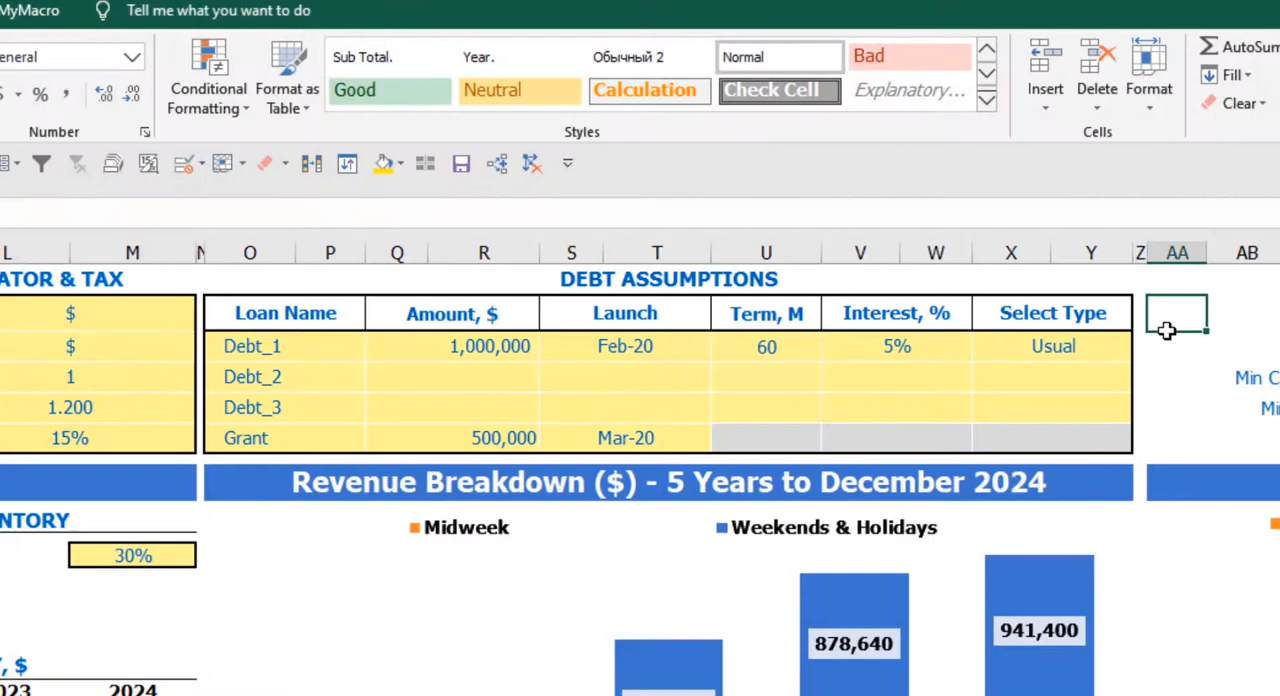 MyMacro Tell me what you want to do
eneral
Sub Total. Year. Обычный 2 Normal Bad
Good Neutral Calculation Check Cell Explanatory...
Conditional Formatting
Format as Table
Insert Delete Format
AutoSum
Fill
Clear
% ,
Number Styles Cells
L M N O P Q R S T U V W X Y Z AA AB
ATOR & TAX DEBT ASSUMPTIONS
$ Loan Name Amount, $ Launch Term, M Interest, % Select Type
$ Debt_1 1,000,000 Feb-20 60 5% Usual
1 Debt_2 Min C
1.200 Debt_3 Mi
15% Grant 500,000 Mar-20
Revenue Breakdown ($) - 5 Years to December 2024
NTORY
Midweek Weekends & Holidays
30%
878,640 941,400
, $
023 2024